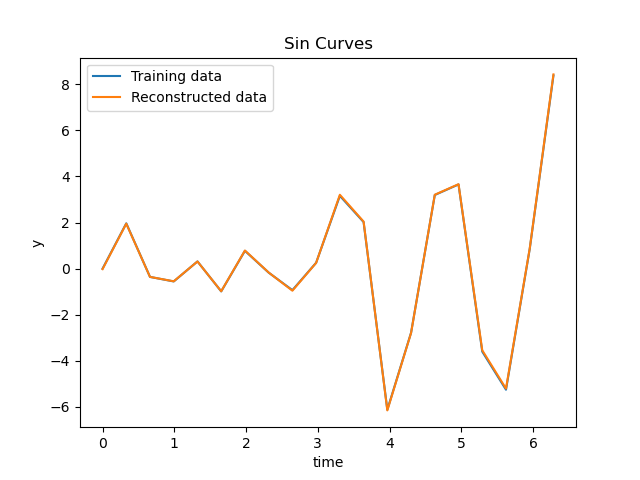 Sin Curves
Training data
Reconstructed data
8
6
4
2
0
−2
−4
−6
y
0 1 2 3 4 5 6
time